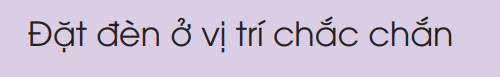 Đặt đèn ở vị trí chắc chắn